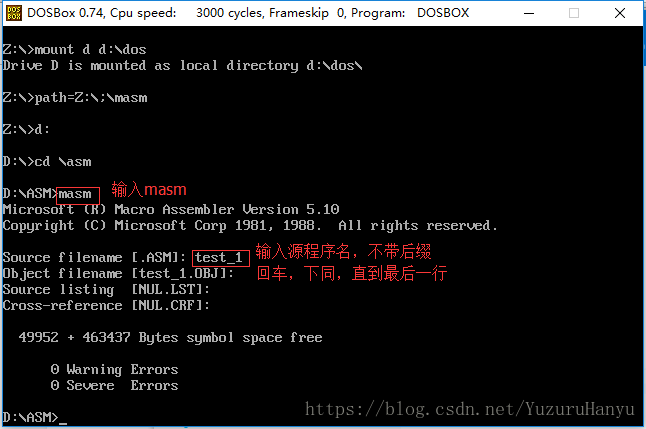 DOSBox 0.74, Cpu speed: 3000 cycles, Frameskip 0, Program: DOSBOX
Z:\>mount d d:\dos
Drive D is mounted as local directory d:\dos\
Z:\>path=Z:\;\masm
Z:\>d:
D:\>cd \asm
D:\ASM>masm 输入masm
Microsoft (R) Macro Assembler Version 5.10
Copyright (C) Microsoft Corp 1981, 1988.  All rights reserved.
Source filename [.ASM]: test_1 输入源程序名，不带后缀
Object filename [test_1.OBJ]: 回车，下同，直到最后一行
Source listing  [NUL.LST]:
Cross-reference [NUL.CRF]:
49952 + 463437 Bytes symbol space free
0 Warning Errors
0 Severe  Errors
D:\ASM>_
https://blog.csdn.net/YuzuruHanyu